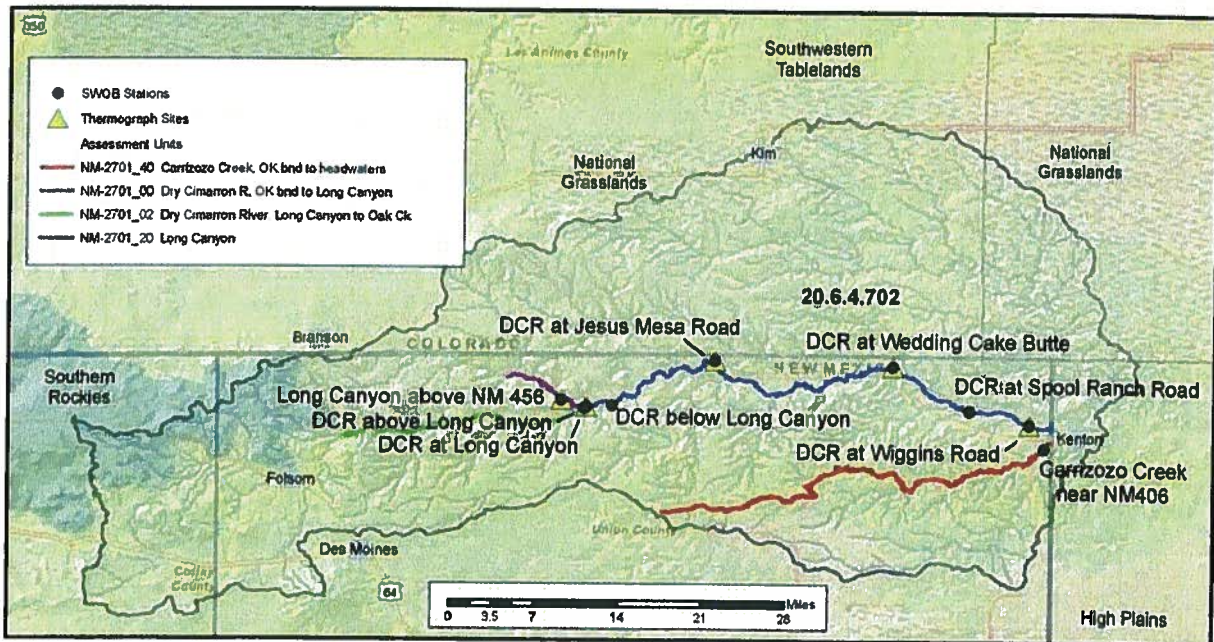 350
Las Animas County
Southwestern
Tablelands
SWQB Stations
Thermograph Sites
Assessment Units
NM-2701_40 Carrizozo Creek, OK bnd to headwaters
NM-2701_00 Dry Cimarron R. OK bnd to Long Canyon
NM-2701_02 Dry Cimarron River Long Canyon to Oak Ck
NM-2701_20 Long Canyon
Kim
National
Grasslands
National
Grasslands
20.6.4.702
Branson
COLORADO
DCR at Jesus Mesa Road
DCR at Wedding Cake Butte
NEW ME
Southern
Rockies
Long Canyon above NM 456
DCR above Long Canyon
DCR at Long Canyon
DCR below Long Canyon
DCR at Spool Ranch Road
DCR at Wiggins Road
Kenton
Carrizozo Creek
near NM406
Folsom
Union County
Des Moines
Colfax
County
64
Miles
0 3.5 7 14 21 28
High Plains